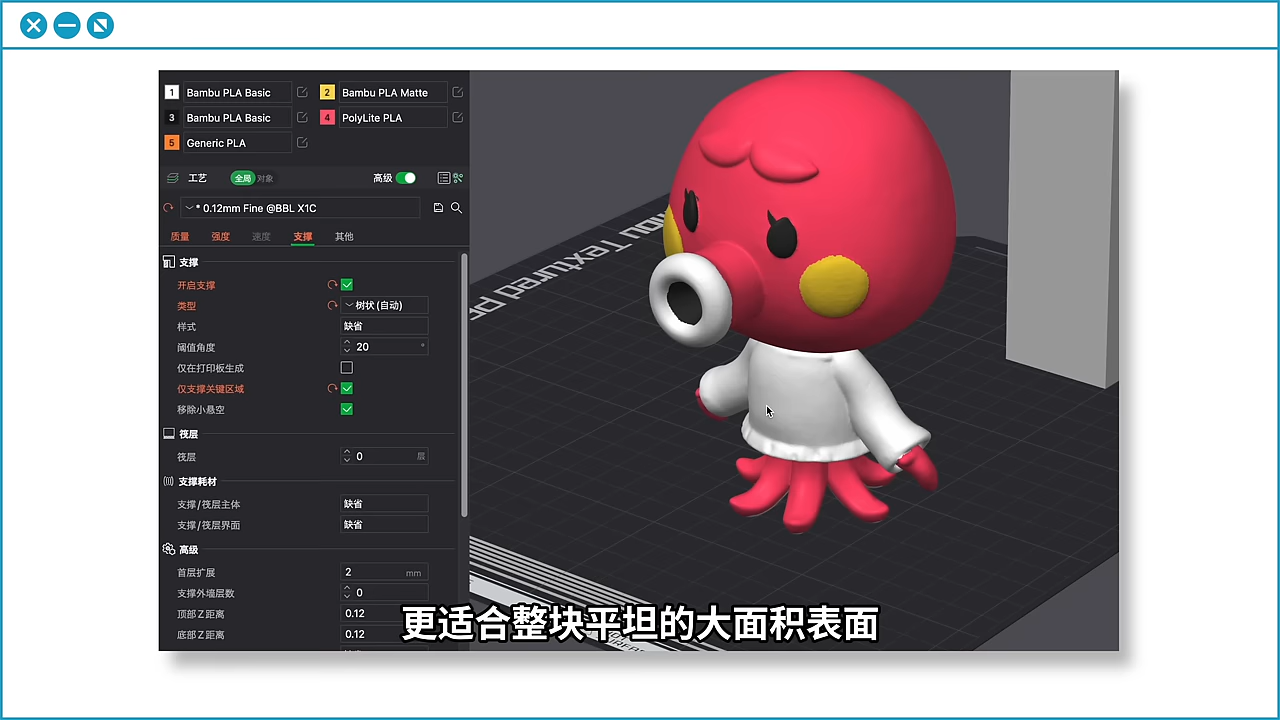 1 Bambu PLA Basic 2 Bambu PLA Matte
3 Bambu PLA Basic 4 PolyLite PLA
5 Generic PLA
工艺 全局 对象 高级
* 0.12mm Fine @BBL X1C
质量 强度 速度 支撑 其他
支撑
开启支撑
类型 树状(自动)
样式 缺省
阈值角度 20 °
仅在打印板生成
仅支撑关键区域
移除小悬空
筏层
筏层 0 层
支撑耗材
支撑/筏层主体 缺省
支撑/筏层界面 缺省
高级
首层扩展 2 mm
支撑外墙层数 0
顶部Z距离 0.12
底部Z距离 0.12
Textured
更适合整块平坦的大面积表面